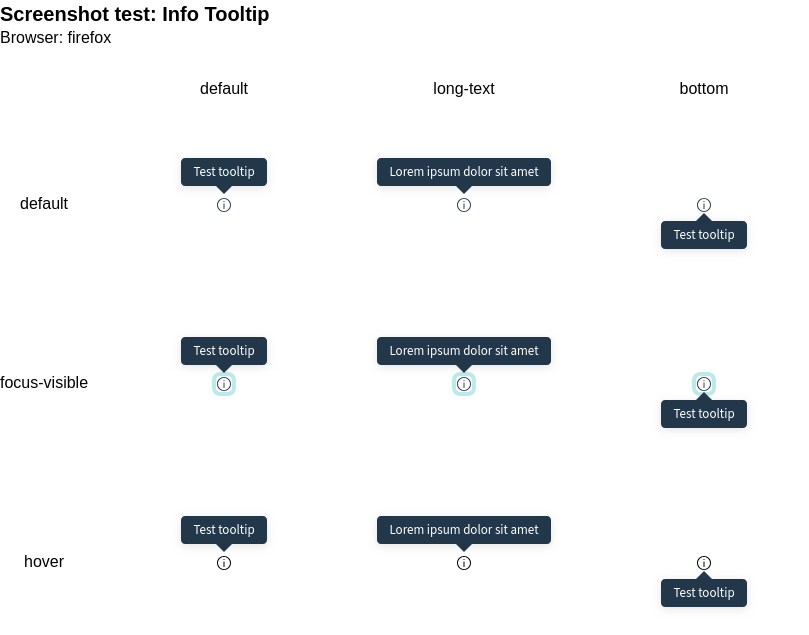 Screenshot test: Info Tooltip
Browser: firefox
default long-text bottom
Test tooltip Lorem ipsum dolor sit amet
default
Test tooltip
Test tooltip Lorem ipsum dolor sit amet
focus-visible
Test tooltip
Test tooltip Lorem ipsum dolor sit amet
hover
Test tooltip